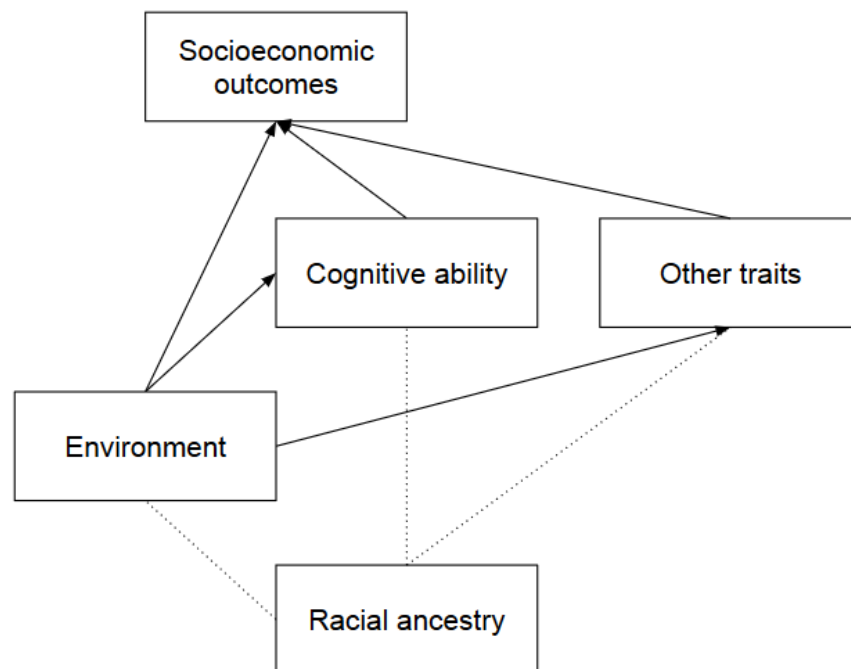 Socioeconomic
outcomes
Cognitive ability
Other traits
Environment
Racial ancestry